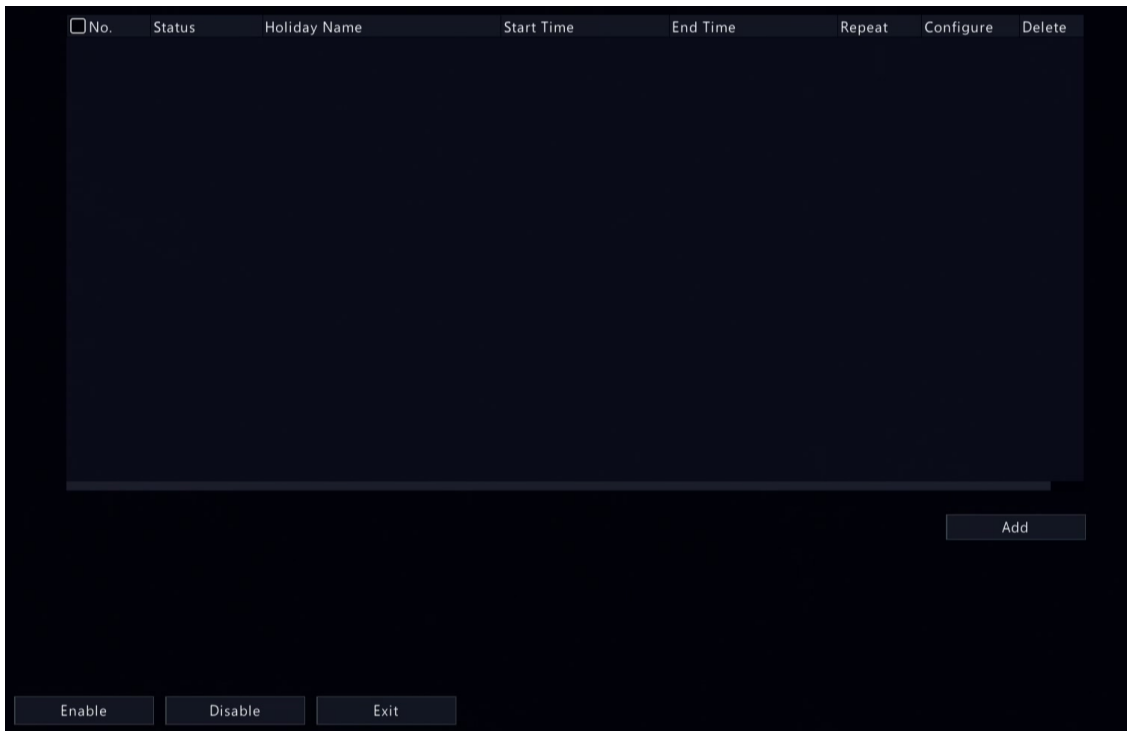 No. Status Holiday Name Start Time End Time Repeat Configure Delete
Add
Enable Disable Exit